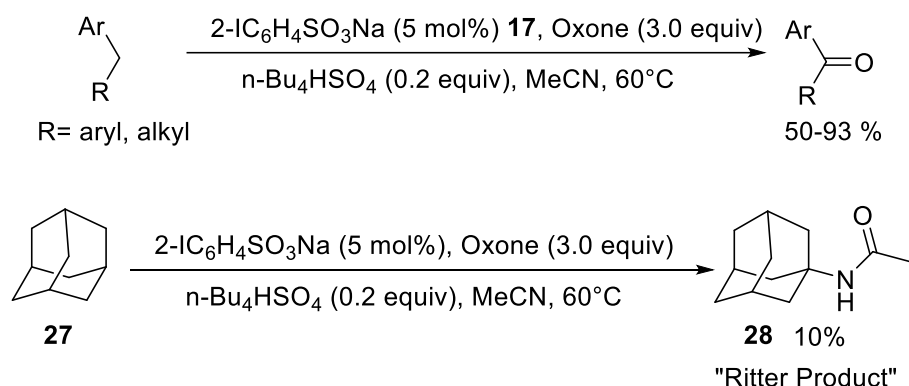 Ar
R
R= aryl, alkyl
2-IC₆H₄SO₃Na (5 mol%) 17, Oxone (3.0 equiv)
n-Bu₄HSO₄ (0.2 equiv), MeCN, 60°C
Ar
O
R
50-93 %
27
2-IC₆H₄SO₃Na (5 mol%), Oxone (3.0 equiv)
n-Bu₄HSO₄ (0.2 equiv), MeCN, 60°C
O
N
H
28 10%
"Ritter Product"